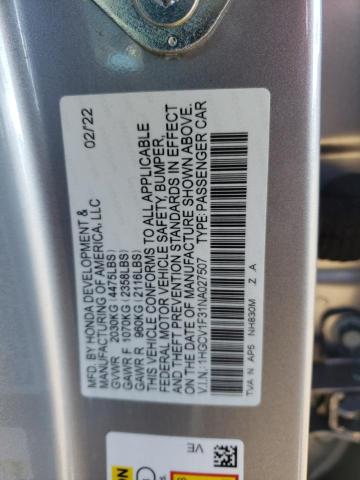 MFD. BY HONDA DEVELOPMENT & 02/'22
MANUFACTURING OF AMERICA, LLC
GVWR 2030KG (4475LBS)
GAWR F 1070KG (2358LBS)
GAWR R 960KG (2116LBS)
THIS VEHICLE CONFORMS TO ALL APPLICABLE
FEDERAL MOTOR VEHICLE SAFETY, BUMPER,
AND THEFT PREVENTION STANDARDS IN EFFECT
ON THE DATE OF MANUFACTURE SHOWN ABOVE.
V.I.N.:1HGCV1F31NA027507 TYPE:PASSENGER CAR
TVA N AP5 NH830M Z A
VE